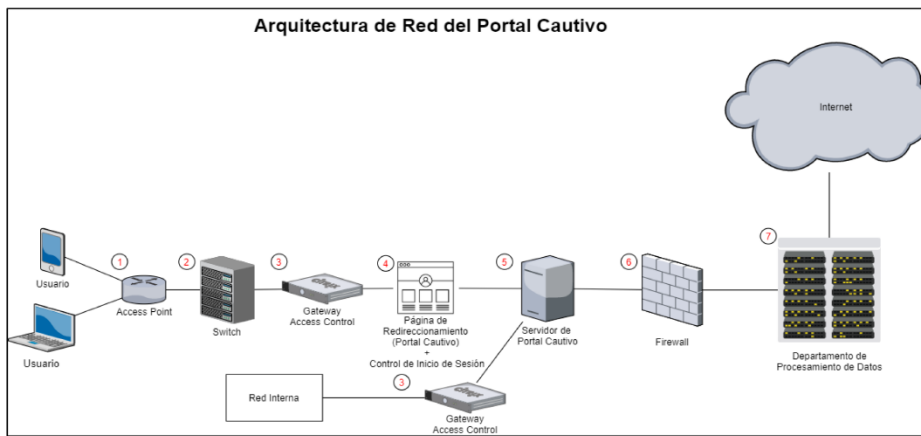 Arquitectura de Red del Portal Cautivo
Internet
1
2
3
4
5
6
7
Usuario
Usuario
Access Point
Switch
citrix
Gateway
Access Control
Página de
Redireccionamiento
(Portal Cautivo)
+
Control de Inicio de Sesión
Servidor de
Portal Cautivo
Firewall
Departamento de
Procesamiento de Datos
Red Interna
3
citrix
Gateway
Access Control